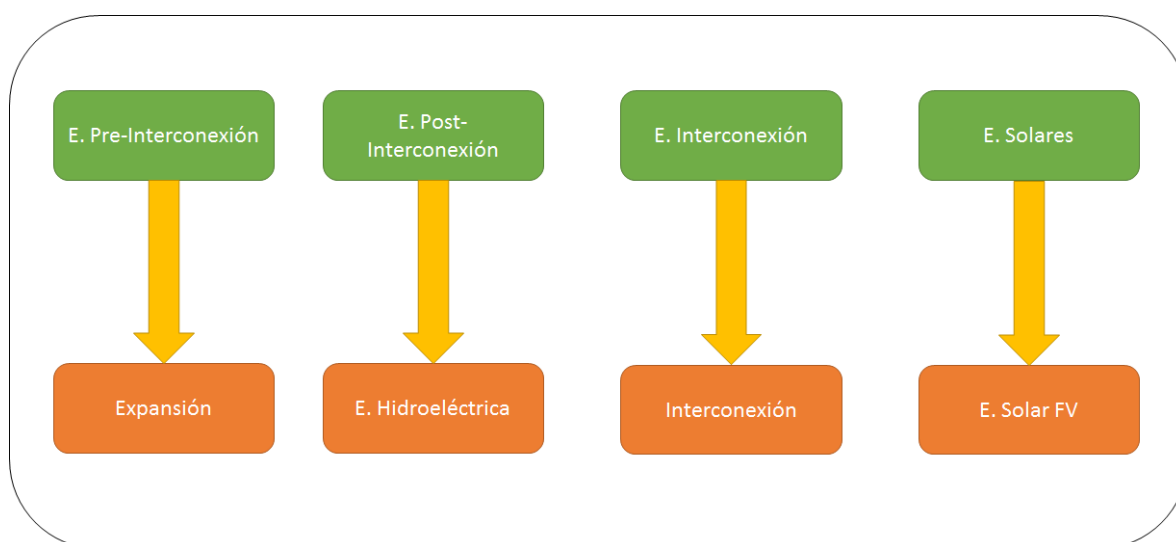 E. Pre-Interconexión
E. Post-
Interconexión
E. Interconexión
E. Solares
Expansión
E. Hidroeléctrica
Interconexión
E. Solar FV